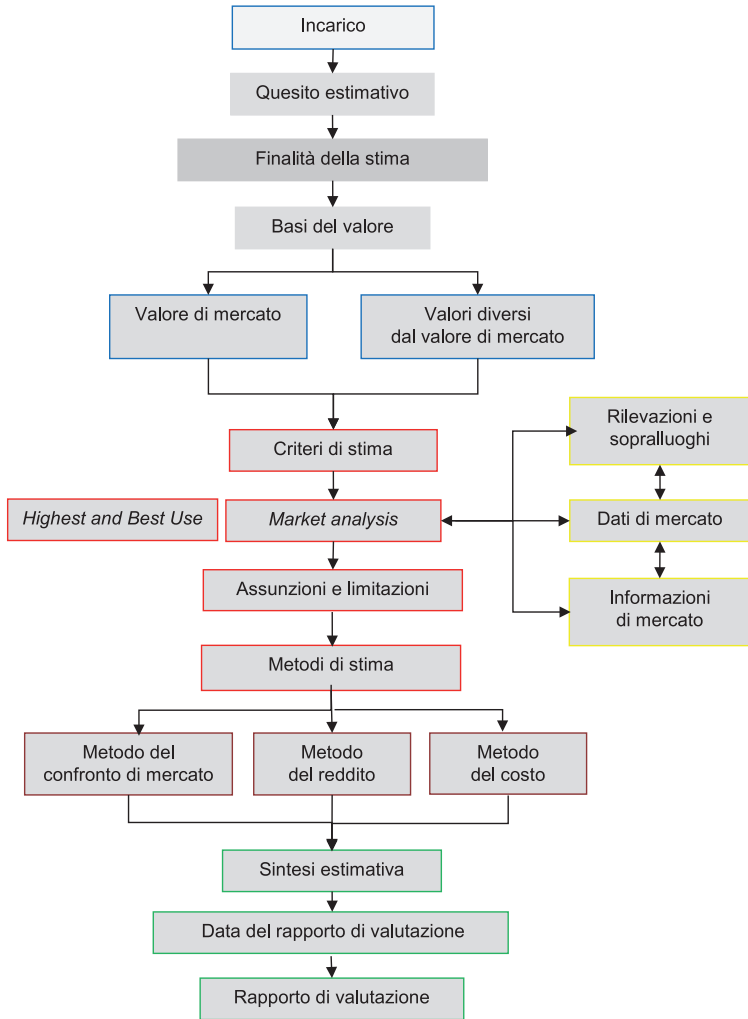 Incarico
Quesito estimativo
Finalità della stima
Basi del valore
Valore di mercato
Valori diversi
dal valore di mercato
Criteri di stima
Rilevazioni e
sopralluoghi
Highest and Best Use
Market analysis
Dati di mercato
Assunzioni e limitazioni
Informazioni
di mercato
Metodi di stima
Metodo del
confronto di mercato
Metodo
del reddito
Metodo
del costo
Sintesi estimativa
Data del rapporto di valutazione
Rapporto di valutazione